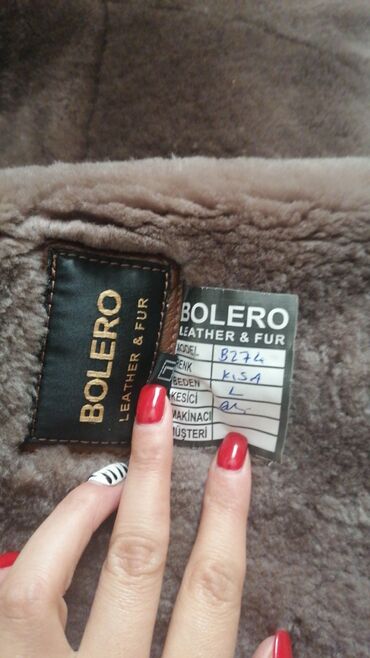 BOLERO
LEATHER & FUR
BOLERO
LEATHER & FUR
MODEL B274
RENK KISA
BEDEN L
KESİCİ
MAKİNACI
MÜŞTERİ